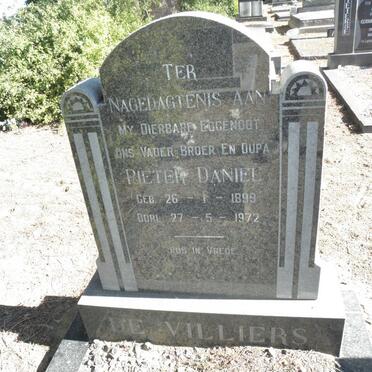 TER
NAGEDAGTENIS AAN
MY DIERBARE EGGENOOT
ONS VADER BROER EN OUPA
PIETER DANIEL
GEB. 26 - 1 - 1899
OORL. 27 - 5 - 1972
RUS IN VREDE
DE VILLIERS